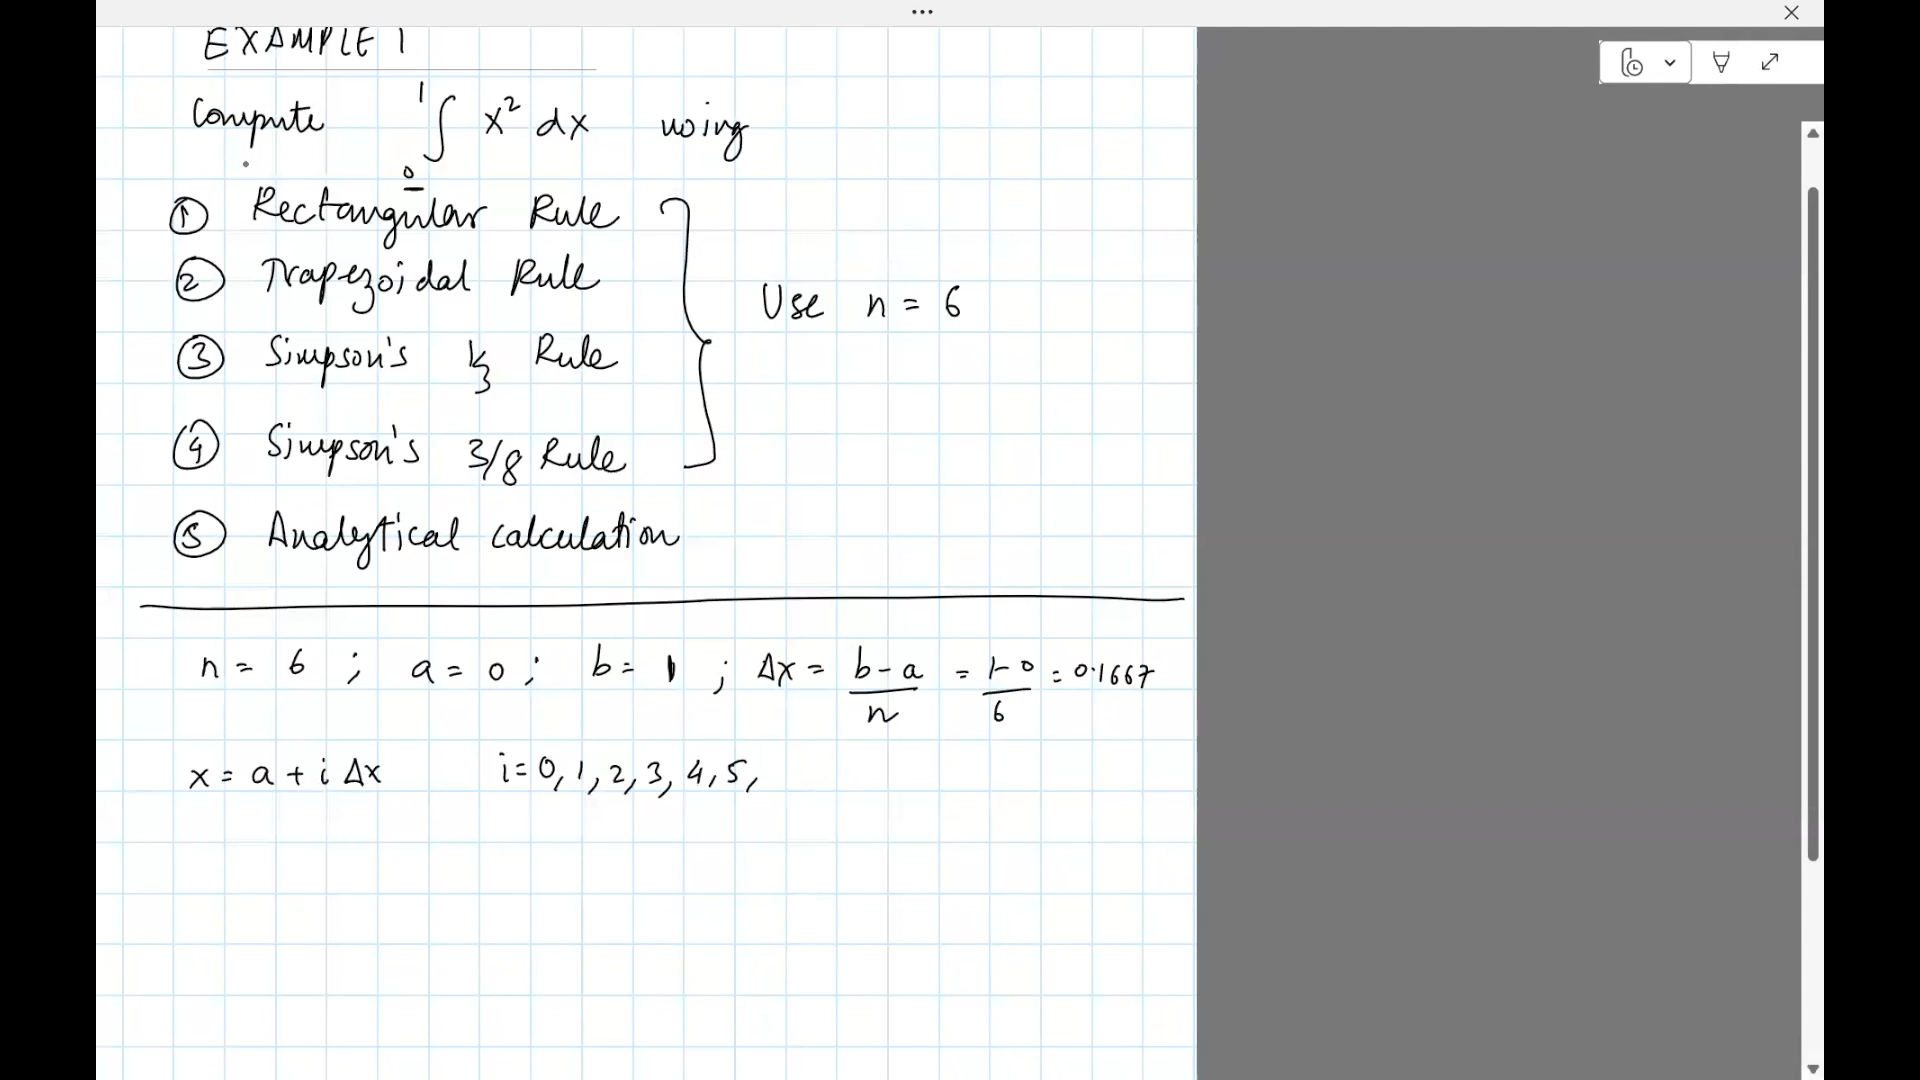 EXAMPLE 1
Compute ∫₀¹ x² dx using
① Rectangular Rule
② Trapezoidal Rule
③ Simpson's 1/3 Rule
④ Simpson's 3/8 Rule
Use n = 6
⑤ Analytical calculation
n = 6 ; a = 0 ; b = 1 ; Δx = (b - a)/n = (1 - 0)/6 = 0.1667
x = a + i Δx i = 0, 1, 2, 3, 4, 5,